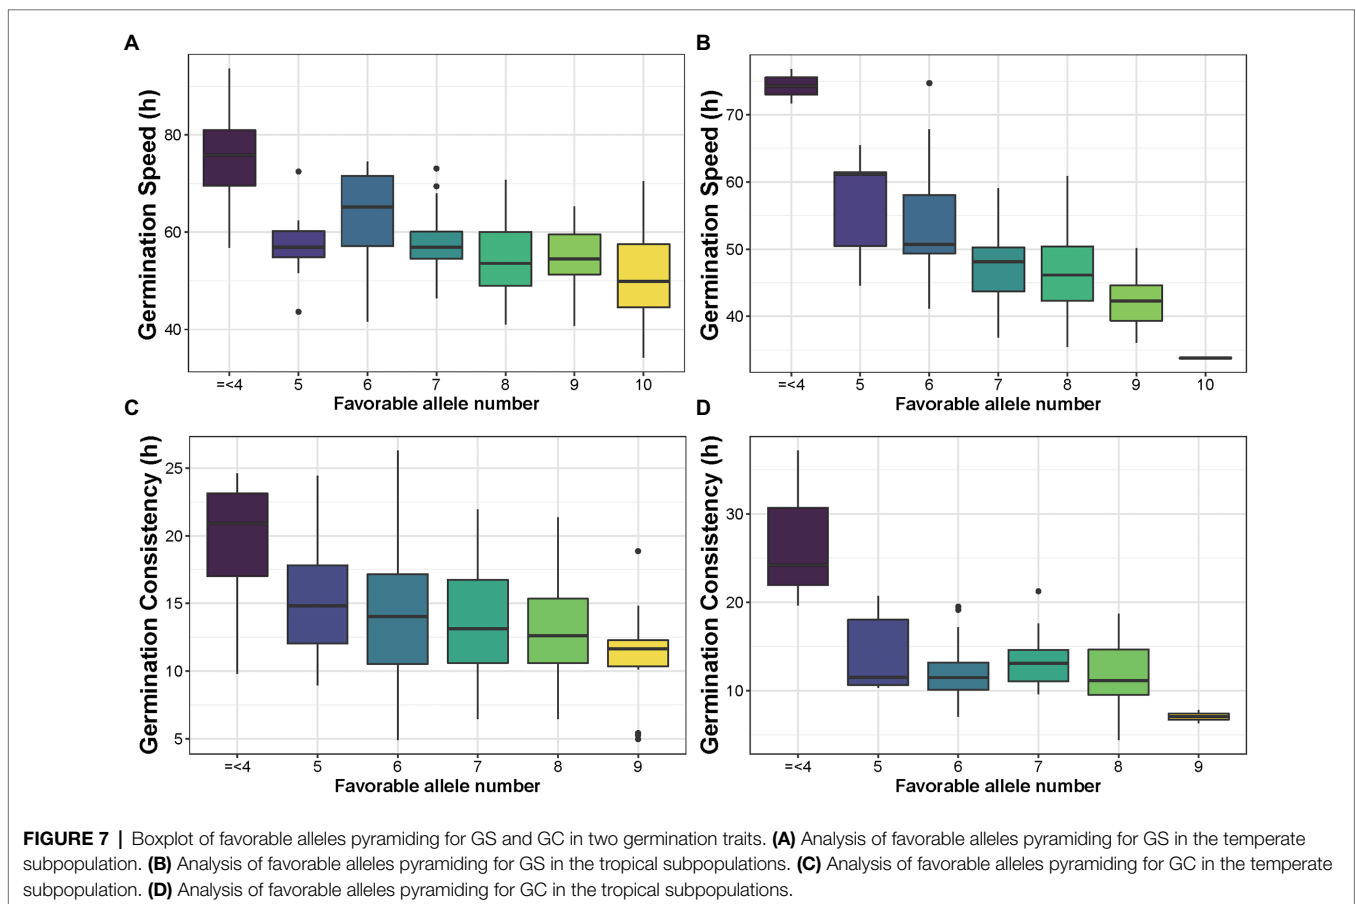 A
Germination Speed (h)
80
60
40
=<4 5 6 7 8 9 10
Favorable allele number
B
Germination Speed (h)
70
60
50
40
=<4 5 6 7 8 9 10
Favorable allele number
C
Germination Consistency (h)
25
20
15
10
5
=<4 5 6 7 8 9
Favorable allele number
D
Germination Consistency (h)
30
20
10
=<4 5 6 7 8 9
Favorable allele number
FIGURE 7 | Boxplot of favorable alleles pyramiding for GS and GC in two germination traits. (A) Analysis of favorable alleles pyramiding for GS in the temperate
subpopulation. (B) Analysis of favorable alleles pyramiding for GS in the tropical subpopulations. (C) Analysis of favorable alleles pyramiding for GC in the temperate
subpopulation. (D) Analysis of favorable alleles pyramiding for GC in the tropical subpopulations.